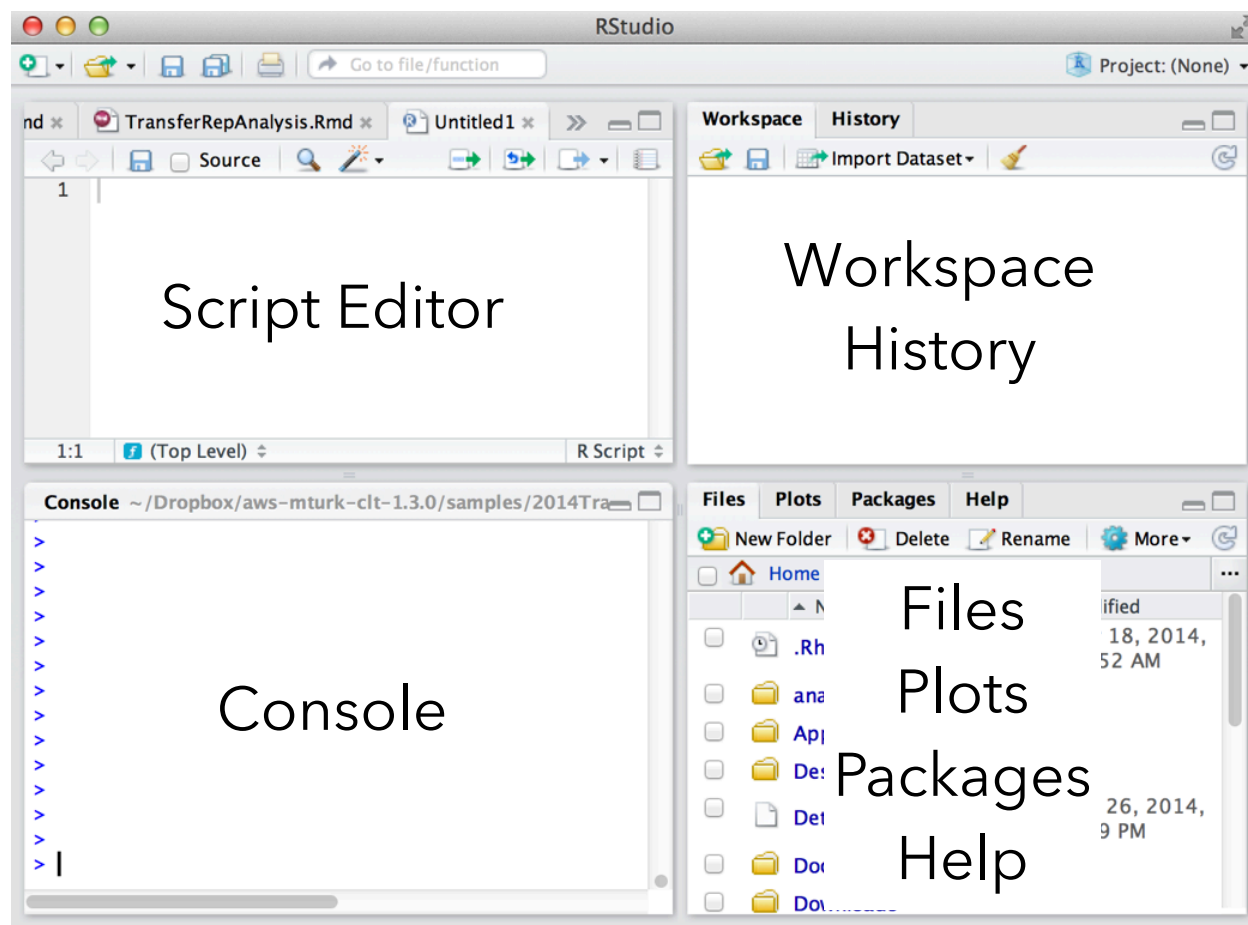 RStudio
Go to file/function
Project: (None)
TransferRepAnalysis.Rmd
Untitled1
Source
1
Script Editor
1:1
(Top Level)
R Script
Workspace History
Import Dataset
Workspace
History
Console ~/Dropbox/aws-mturk-clt-1.3.0/samples/2014Tra
>
>
>
>
>
>
>
>
>
>
>
>
>
>
Console
Files Plots Packages Help
New Folder Delete Rename More
Home
...
18, 2014,
52 AM
26, 2014,
9 PM
Files
Plots
Packages
Help